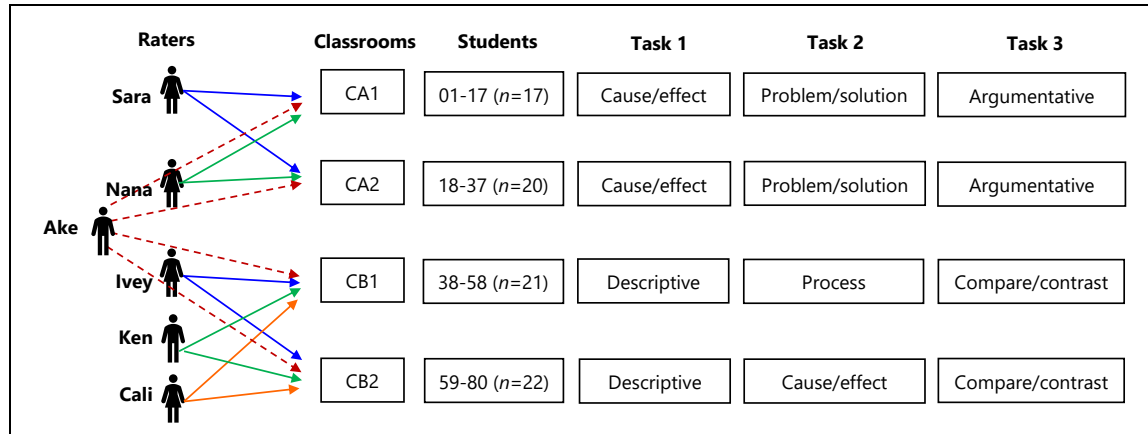 Raters Classrooms Students Task 1 Task 2 Task 3
Sara CA1 01-17 (n=17) Cause/effect Problem/solution Argumentative
Nana CA2 18-37 (n=20) Cause/effect Problem/solution Argumentative
Ake
Ivey CB1 38-58 (n=21) Descriptive Process Compare/contrast
Ken
Cali CB2 59-80 (n=22) Descriptive Cause/effect Compare/contrast